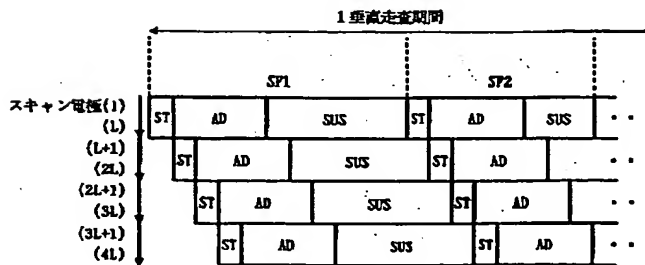 1垂直走査期間
SF1 SF2
スキャン電極(1) ST AD SUS ST AD SUS ・・
(L)
(L+1) ST AD SUS ST AD ・・
(2L)
(2L+1) ST AD SUS ST AD ・・
(3L)
(3L+1) ST AD SUS ST AD ・・
(4L)